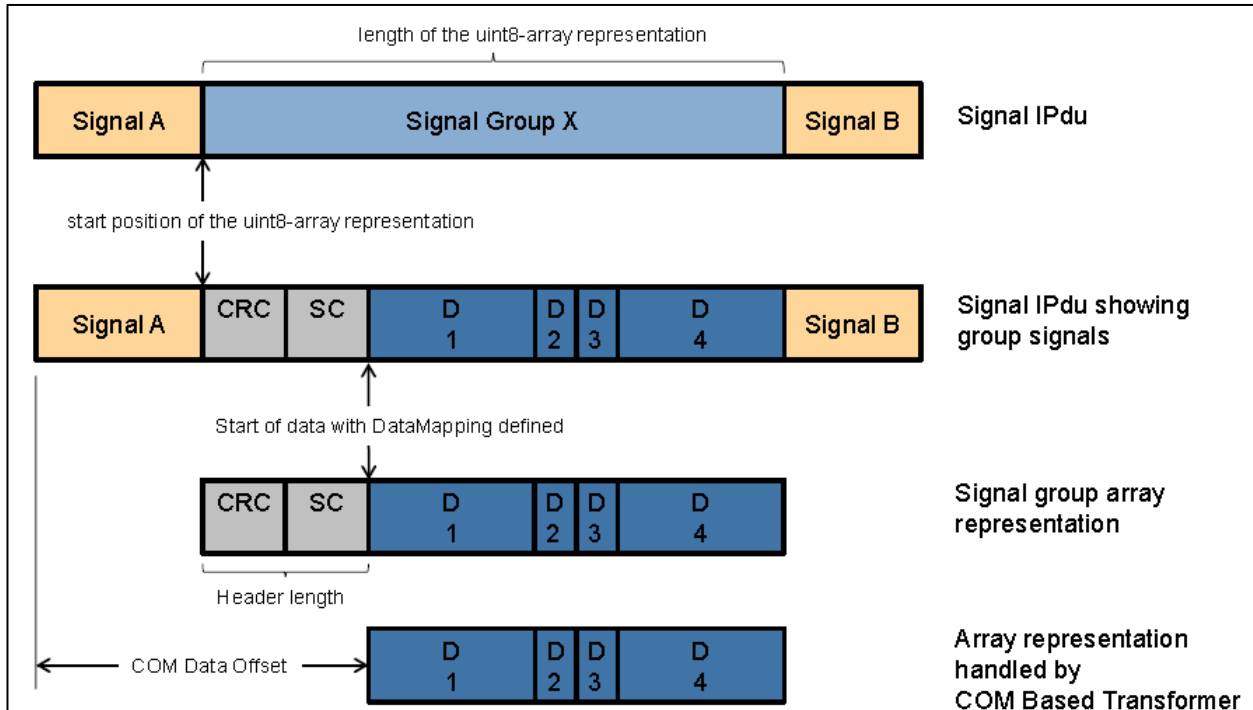 length of the uint8-array representation
Signal A
Signal Group X
Signal B
Signal IPdu
start position of the uint8-array representation
Signal A
CRC
SC
D
1
D
2
D
3
D
4
Signal B
Signal IPdu showing
group signals
Start of data with DataMapping defined
CRC
SC
D
1
D
2
D
3
D
4
Signal group array
representation
Header length
COM Data Offset
D
1
D
2
D
3
D
4
Array representation
handled by
COM Based Transformer